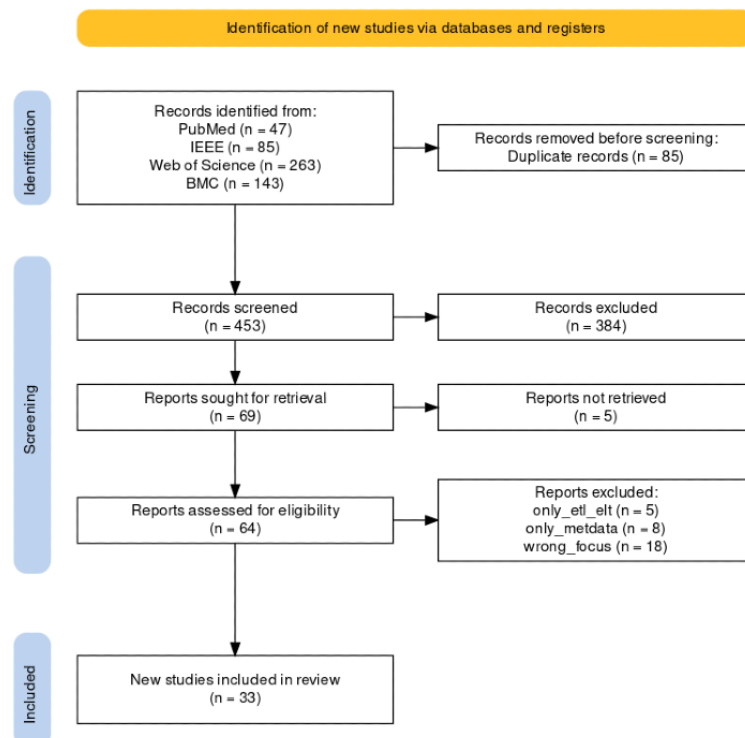 Identification of new studies via databases and registers
Identification
Records identified from:
PubMed (n = 47)
IEEE (n = 85)
Web of Science (n = 263)
BMC (n = 143)
Records removed before screening:
Duplicate records (n = 85)
Screening
Records screened
(n = 453)
Records excluded
(n = 384)
Reports sought for retrieval
(n = 69)
Reports not retrieved
(n = 5)
Reports assessed for eligibility
(n = 64)
Reports excluded:
only_etl_elt (n = 5)
only_metdata (n = 8)
wrong_focus (n = 18)
Included
New studies included in review
(n = 33)